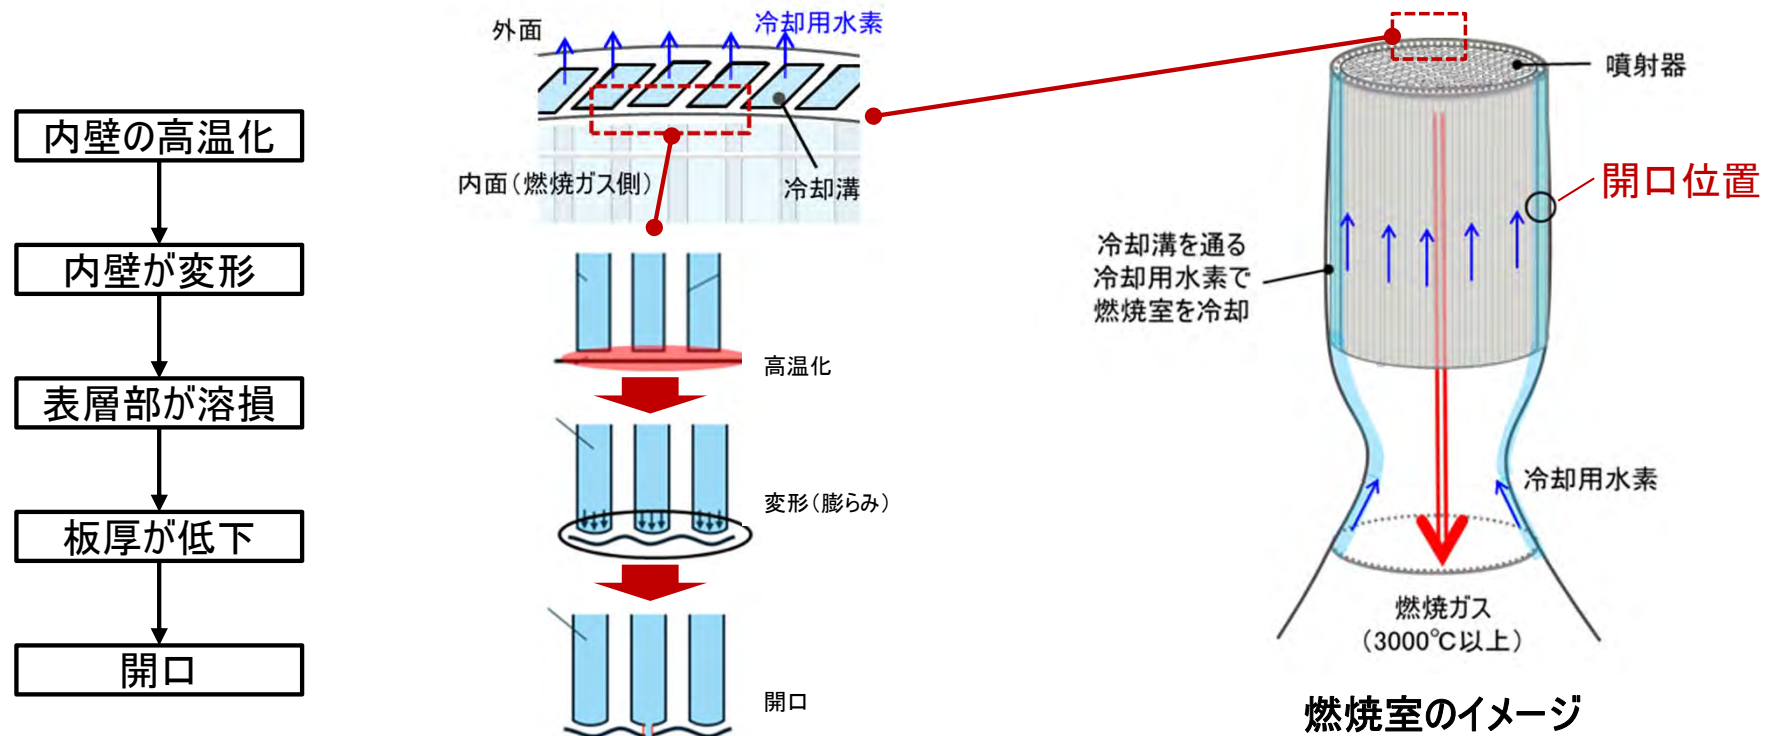 内壁の高温化
内壁が変形
表層部が溶損
板厚が低下
開口
外面
冷却用水素
内面(燃焼ガス側)
冷却溝
高温化
変形(膨らみ)
開口
噴射器
開口位置
冷却溝を通る
冷却用水素で
燃焼室を冷却
冷却用水素
燃焼ガス
(3000℃以上)
燃焼室のイメージ